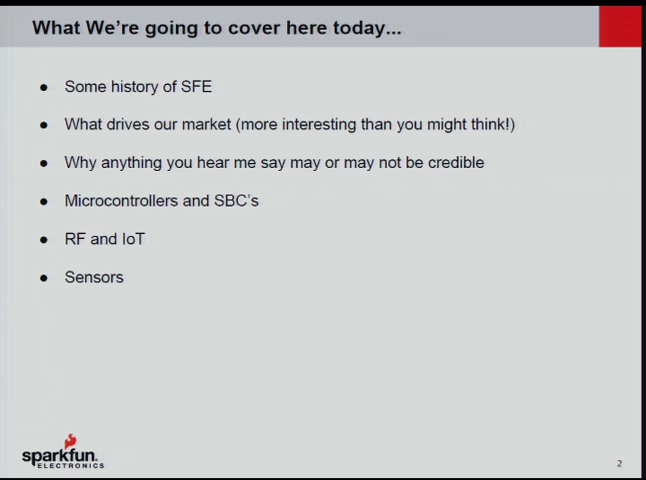 What We're going to cover here today...
● Some history of SFE
● What drives our market (more interesting than you might think!)
● Why anything you hear me say may or may not be credible
● Microcontrollers and SBC's
● RF and IoT
● Sensors
sparkfun.
ELECTRONICS
2